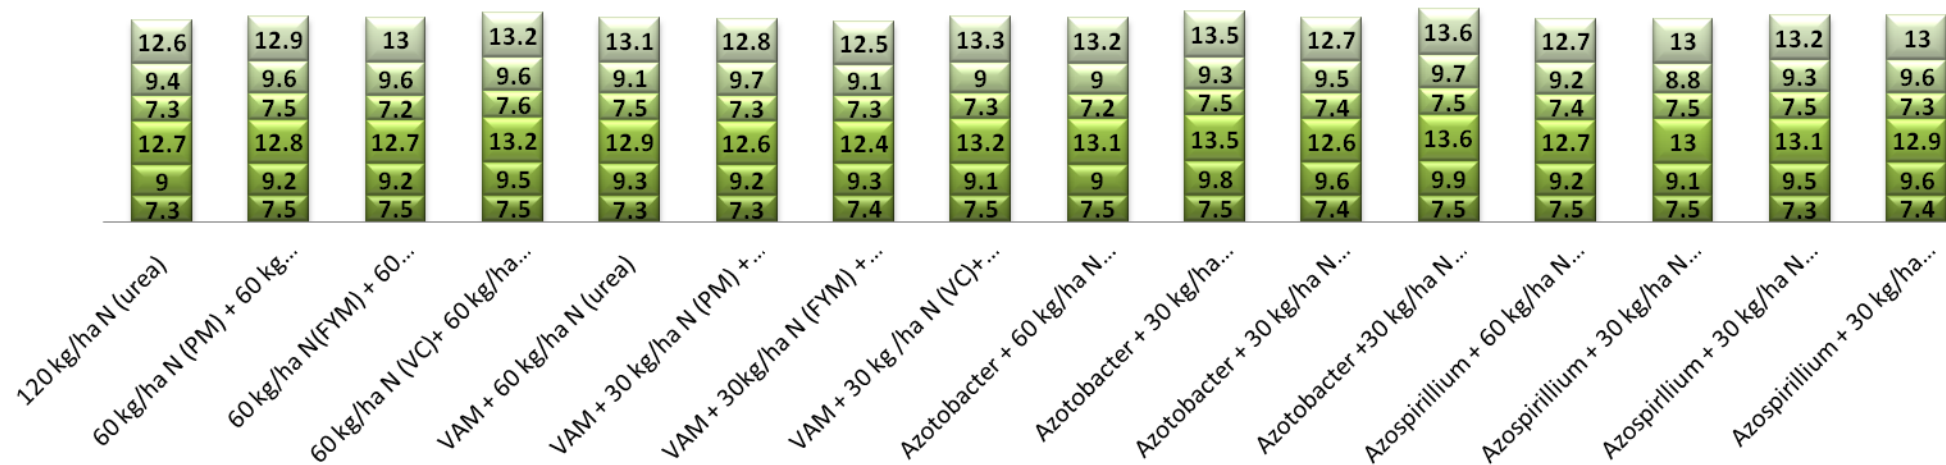 12.6 12.9 13 13.2 13.1 12.8 12.5 13.3 13.2 13.5 12.7 13.6 12.7 13 13.2 13
9.4 9.6 9.6 9.6 9.1 9.7 9.1 9 9 9.3 9.5 9.7 9.2 8.8 9.3 9.6
7.3 7.5 7.2 7.6 7.5 7.3 7.3 7.3 7.2 7.5 7.4 7.5 7.4 7.5 7.5 7.3
12.7 12.8 12.7 13.2 12.9 12.6 12.4 13.2 13.1 13.5 12.6 13.6 12.7 13 13.1 12.9
9 9.2 9.2 9.5 9.3 9.2 9.3 9.1 9 9.8 9.6 9.9 9.2 9.1 9.5 9.6
7.3 7.5 7.5 7.5 7.3 7.3 7.4 7.5 7.5 7.5 7.4 7.5 7.5 7.5 7.3 7.4
120 kg/ha N (urea)
60 kg/ha N (PM) + 60 kg...
60 kg/ha N(FYM) + 60...
60 kg/ha N (VC)+ 60 kg/ha...
VAM + 60 kg/ha N (urea)
VAM + 30 kg/ha N (PM) +...
VAM + 30kg/ha N (FYM) +...
VAM + 30 kg /ha N (VC)+...
Azotobacter + 60 kg/ha N...
Azotobacter + 30 kg/ha...
Azotobacter + 30 kg/ha N...
Azotobacter +30 kg/ha N...
Azospirillium + 60 kg/ha N...
Azospirillium + 30 kg/ha N...
Azospirllium + 30 kg/ha N...
Azospirillium + 30 kg/ha...